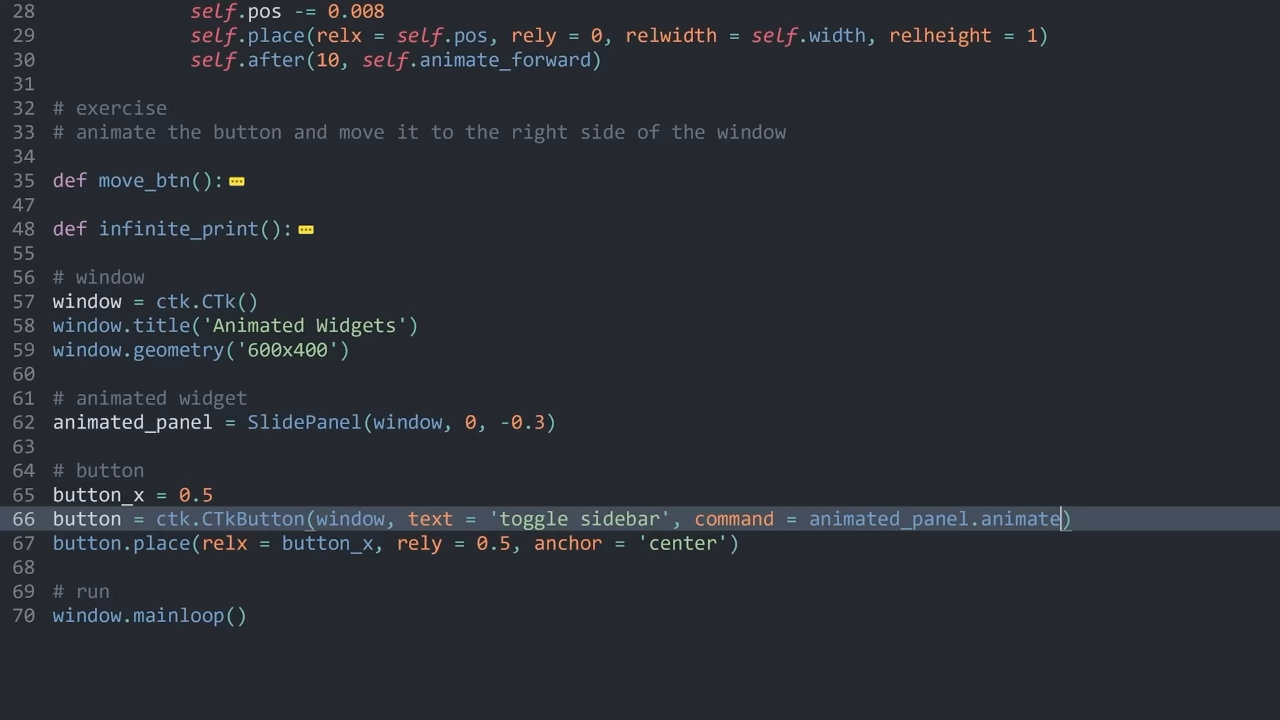 28 self.pos -= 0.008
29 self.place(relx = self.pos, rely = 0, relwidth = self.width, relheight = 1)
30 self.after(10, self.animate_forward)
31
32 # exercise
33 # animate the button and move it to the right side of the window
34
35 def move_btn():
47
48 def infinite_print():
55
56 # window
57 window = ctk.CTk()
58 window.title('Animated Widgets')
59 window.geometry('600x400')
60
61 # animated widget
62 animated_panel = SlidePanel(window, 0, -0.3)
63
64 # button
65 button_x = 0.5
66 button = ctk.CTkButton(window, text = 'toggle sidebar', command = animated_panel.animate)
67 button.place(relx = button_x, rely = 0.5, anchor = 'center')
68
69 # run
70 window.mainloop()